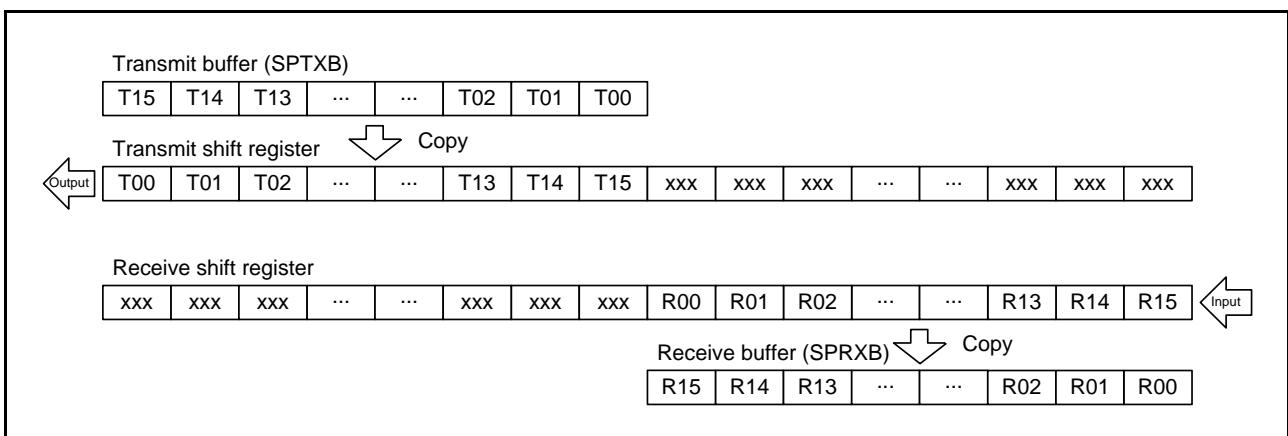 Transmit buffer (SPTXB)
T15 T14 T13 ... ... T02 T01 T00
Copy
Transmit shift register
Output T00 T01 T02 ... ... T13 T14 T15 xxx xxx xxx ... ... xxx xxx xxx
Receive shift register
xxx xxx xxx ... ... xxx xxx xxx R00 R01 R02 ... ... R13 R14 R15 Input
Receive buffer (SPRXB) Copy
R15 R14 R13 ... ... R02 R01 R00